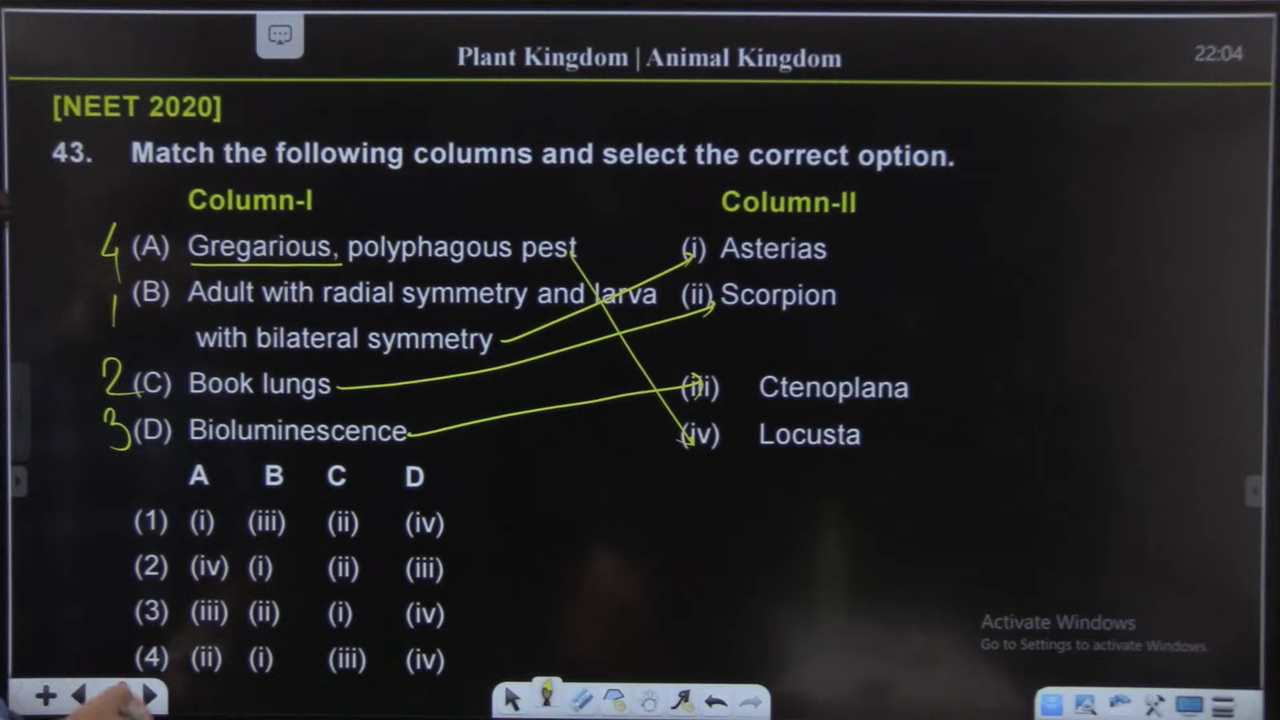 Plant Kingdom | Animal Kingdom
22:04
[NEET 2020]
43. Match the following columns and select the correct option.
Column-I Column-II
4 (A) Gregarious, polyphagous pest (i) Asterias
1 (B) Adult with radial symmetry and larva (ii) Scorpion
with bilateral symmetry
2 (C) Book lungs (iii) Ctenoplana
3 (D) Bioluminescence (iv) Locusta
A B C D
(1) (i) (iii) (ii) (iv)
(2) (iv) (i) (ii) (iii)
(3) (iii) (ii) (i) (iv)
(4) (ii) (i) (iii) (iv)
Activate Windows
Go to Settings to activate Windows.